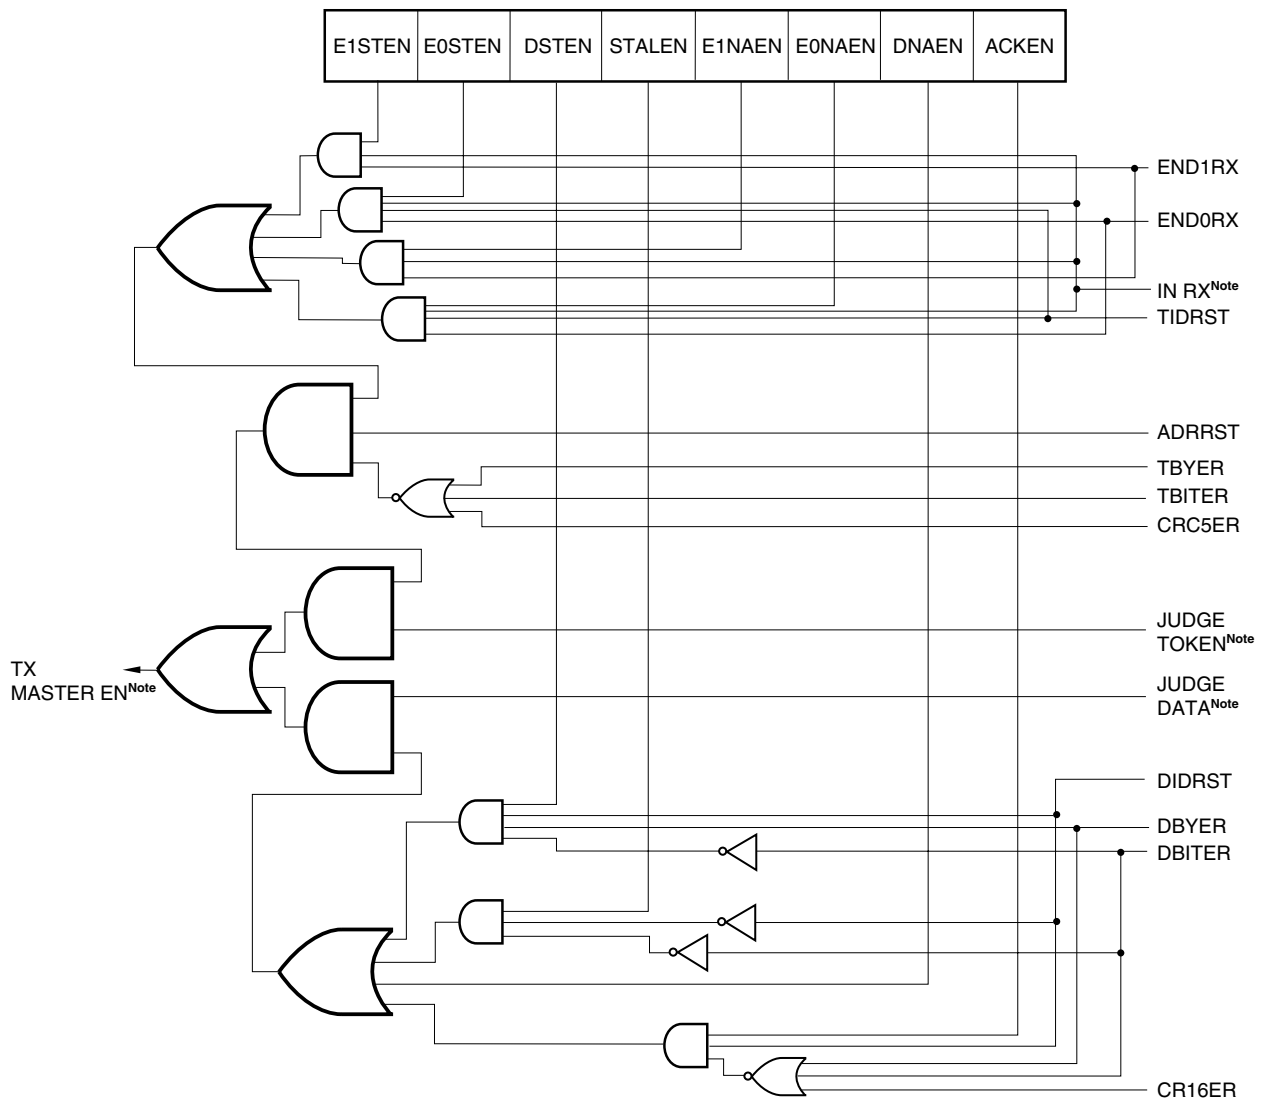 E1STEN E0STEN DSTEN STALEN E1NAEN E0NAEN DNAEN ACKEN
END1RX
END0RX
IN RXNote
TIDRST
ADRRST
TBYER
TBITER
CRC5ER
JUDGE
TOKENNote
TX
MASTER ENNote
JUDGE
DATANote
DIDRST
DBYER
DBITER
CR16ER